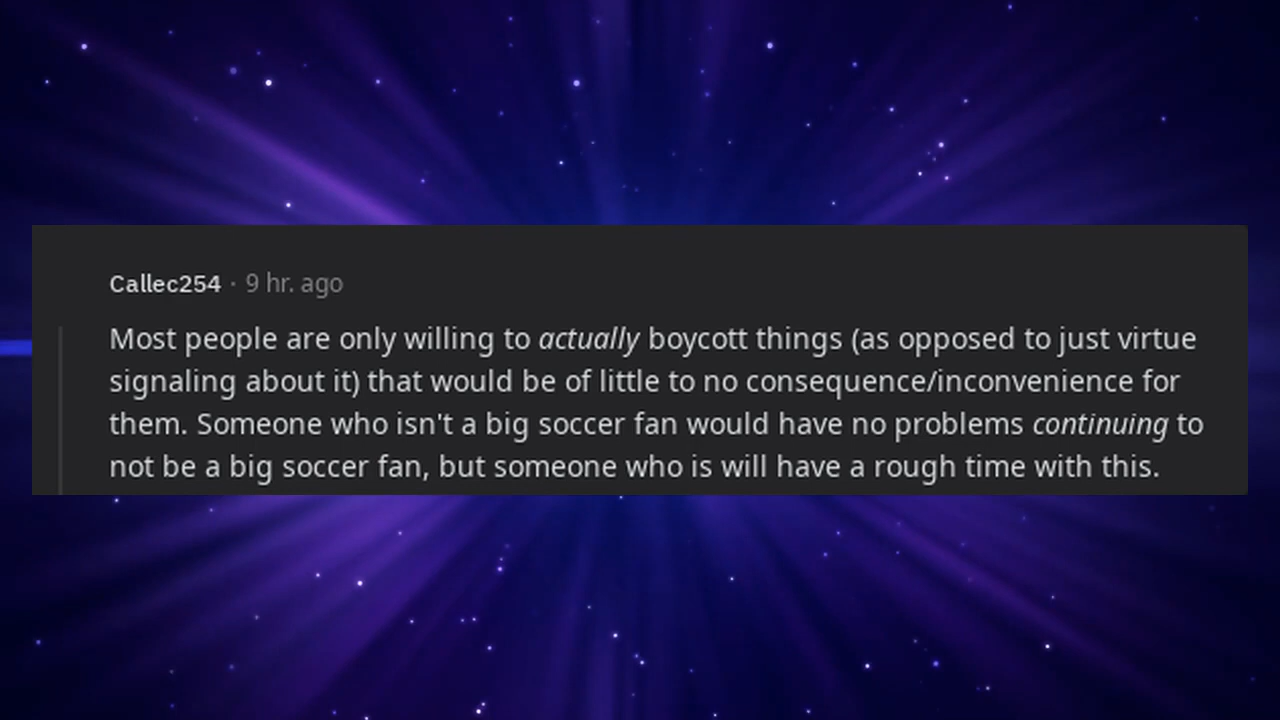 Callec254 · 9 hr. ago
Most people are only willing to actually boycott things (as opposed to just virtue
signaling about it) that would be of little to no consequence/inconvenience for
them. Someone who isn't a big soccer fan would have no problems continuing to
not be a big soccer fan, but someone who is will have a rough time with this.